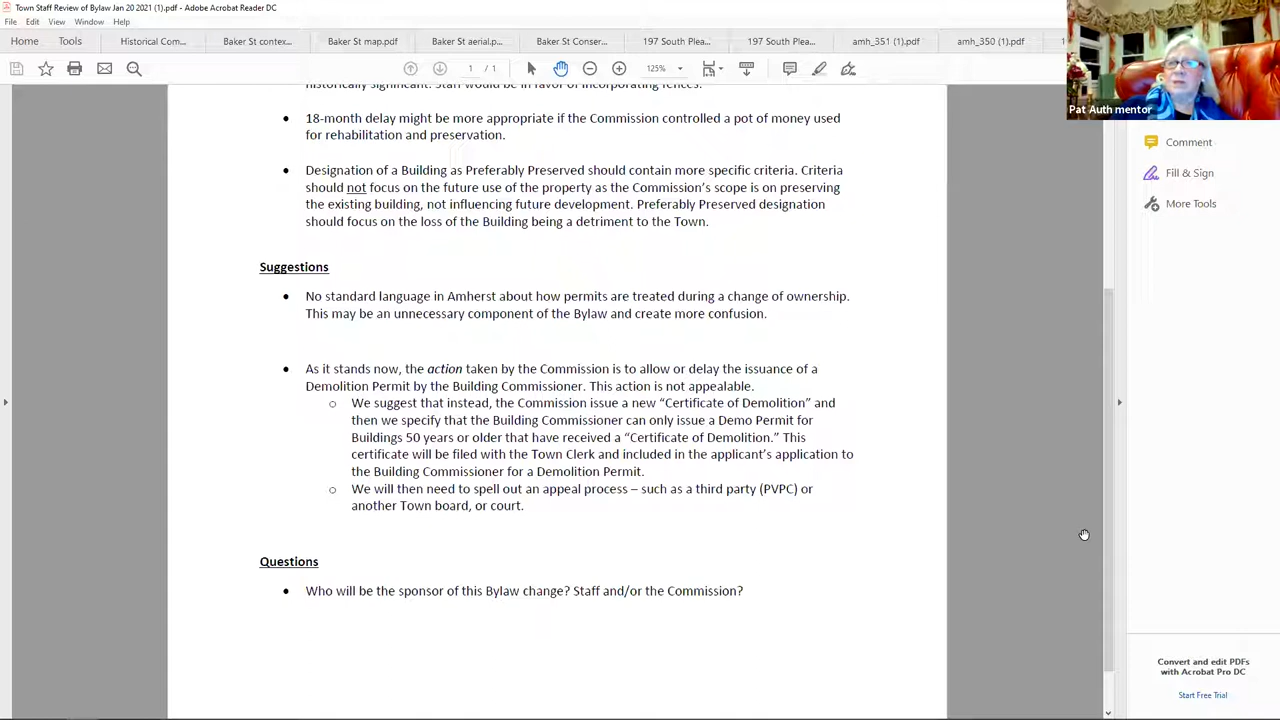 Town Staff Review of Bylaw Jan 20 2021 (1).pdf - Adobe Acrobat Reader DC
File Edit View Window Help
Home Tools Historical Com... Baker St contex... Baker St map.pdf Baker St aerial.p... Baker St Conser... 197 South Plea... 197 South Plea... amh_351 (1).pdf amh_350 (1).pdf
1 / 1 125%
Pat Auth mentor
historically significant. Staff would be in favor of incorporating fences.
• 18-month delay might be more appropriate if the Commission controlled a pot of money used
for rehabilitation and preservation.
• Designation of a Building as Preferably Preserved should contain more specific criteria. Criteria
should not focus on the future use of the property as the Commission's scope is on preserving
the existing building, not influencing future development. Preferably Preserved designation
should focus on the loss of the Building being a detriment to the Town.
Suggestions
• No standard language in Amherst about how permits are treated during a change of ownership.
This may be an unnecessary component of the Bylaw and create more confusion.
• As it stands now, the action taken by the Commission is to allow or delay the issuance of a
Demolition Permit by the Building Commissioner. This action is not appealable.
o We suggest that instead, the Commission issue a new “Certificate of Demolition” and
then we specify that the Building Commissioner can only issue a Demo Permit for
Buildings 50 years or older that have received a “Certificate of Demolition.” This
certificate will be filed with the Town Clerk and included in the applicant's application to
the Building Commissioner for a Demolition Permit.
o We will then need to spell out an appeal process – such as a third party (PVPC) or
another Town board, or court.
Questions
• Who will be the sponsor of this Bylaw change? Staff and/or the Commission?
Comment
Fill & Sign
More Tools
Convert and edit PDFs
with Acrobat Pro DC
Start Free Trial